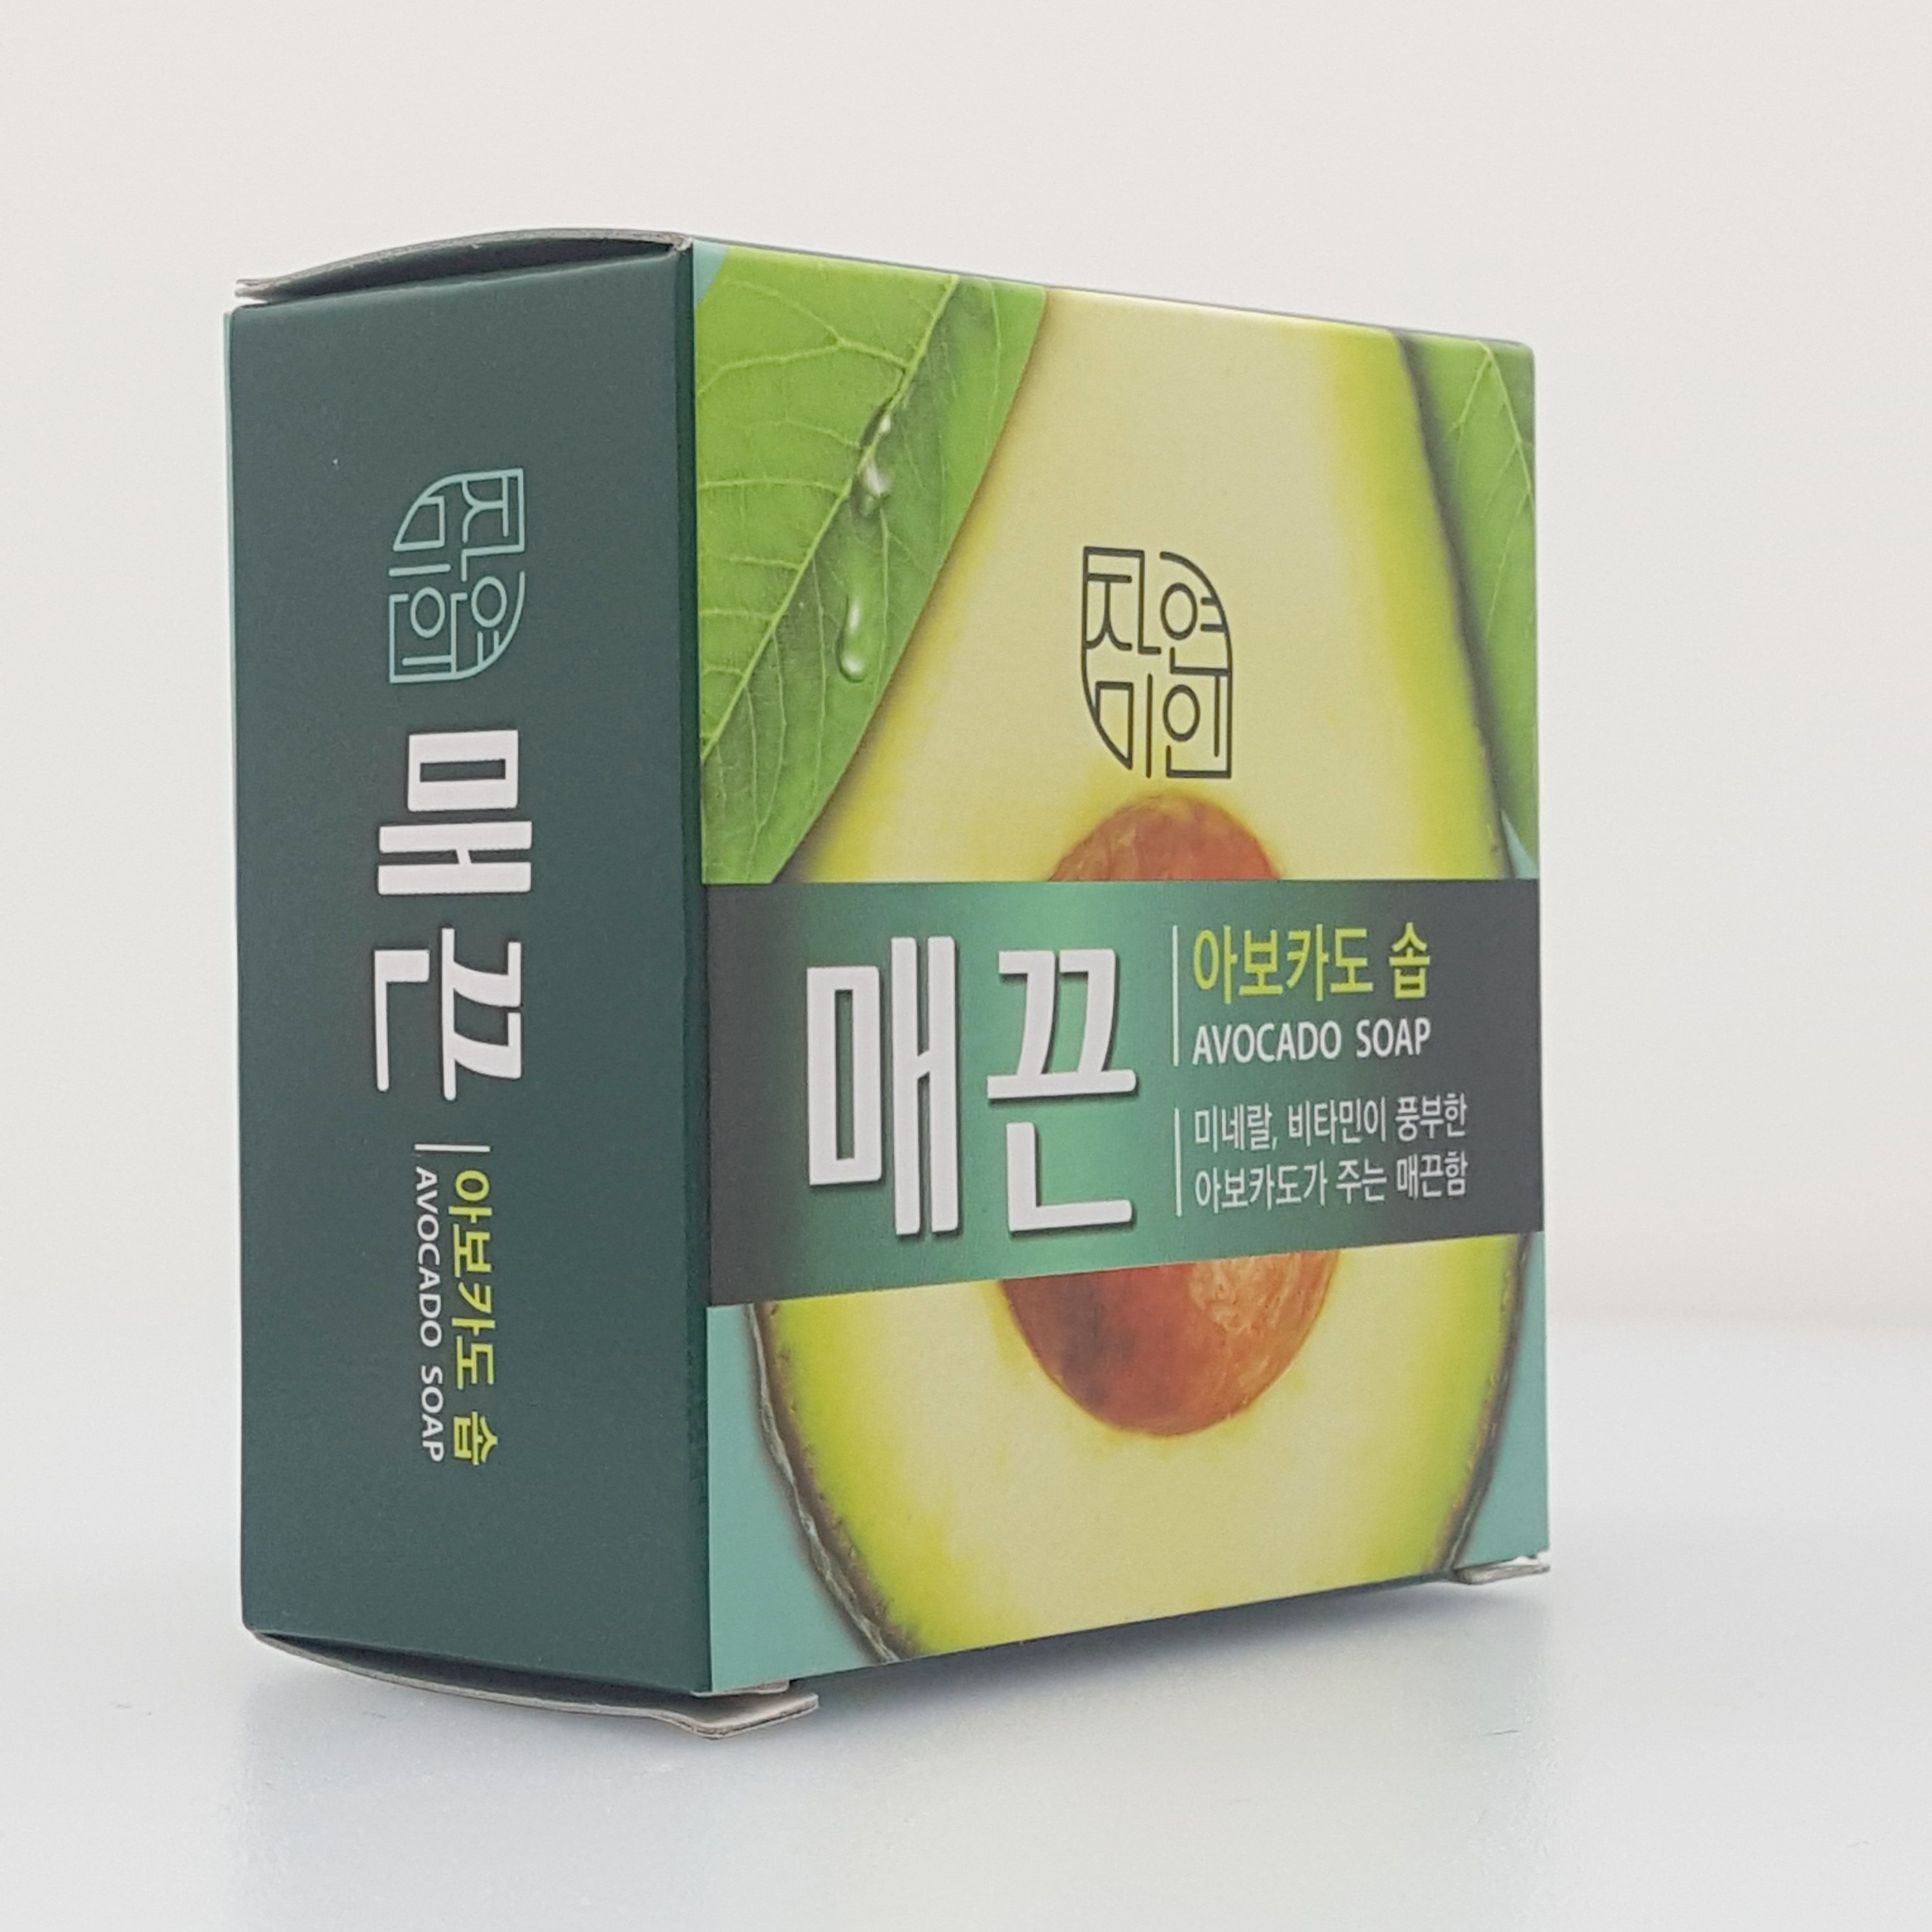 자연
미인
매끈
아보카도 솝
AVOCADO SOAP
자연
미인
매끈
아보카도 솝
AVOCADO SOAP
미네랄, 비타민이 풍부한
아보카도가 주는 매끈함